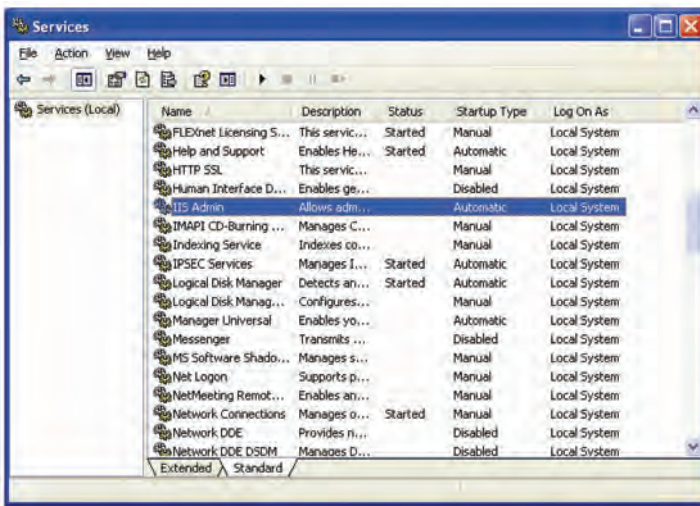 Services
File Action View Help
Services (Local)
Name Description Status Startup Type Log On As
FLEXnet Licensing S... This servic... Started Manual Local System
Help and Support Enables He... Started Automatic Local System
HTTP SSL This servic... Manual Local System
Human Interface D... Enables ge... Disabled Local System
IIS Admin Allows adm... Automatic Local System
IMAPI CD-Burning ... Manages C... Manual Local System
Indexing Service Indexes co... Manual Local System
IPSEC Services Manages I... Started Automatic Local System
Logical Disk Manager Detects an... Started Automatic Local System
Logical Disk Manag... Configures... Manual Local System
Manager Universal Enables yo... Automatic Local System
Messenger Transmits ... Disabled Local System
MS Software Shado... Manages s... Manual Local System
Net Logon Supports p... Manual Local System
NetMeeting Remot... Enables an... Manual Local System
Network Connections Manages o... Started Manual Local System
Network DDE Provides n... Disabled Local System
Network DDE DSDM Manages D... Disabled Local System
Extended Standard